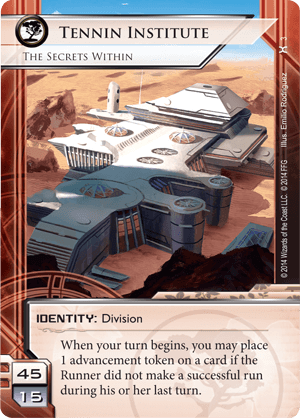 TENNIN INSTITUTE
THE SECRETS WITHIN
3
Illus. Emilio Rodriguez
© 2014 Wizards of the Coast LLC. © 2014 FFG
IDENTITY: Division
When your turn begins, you may place
1 advancement token on a card if the
Runner did not make a successful run
during his or her last turn.
45
15